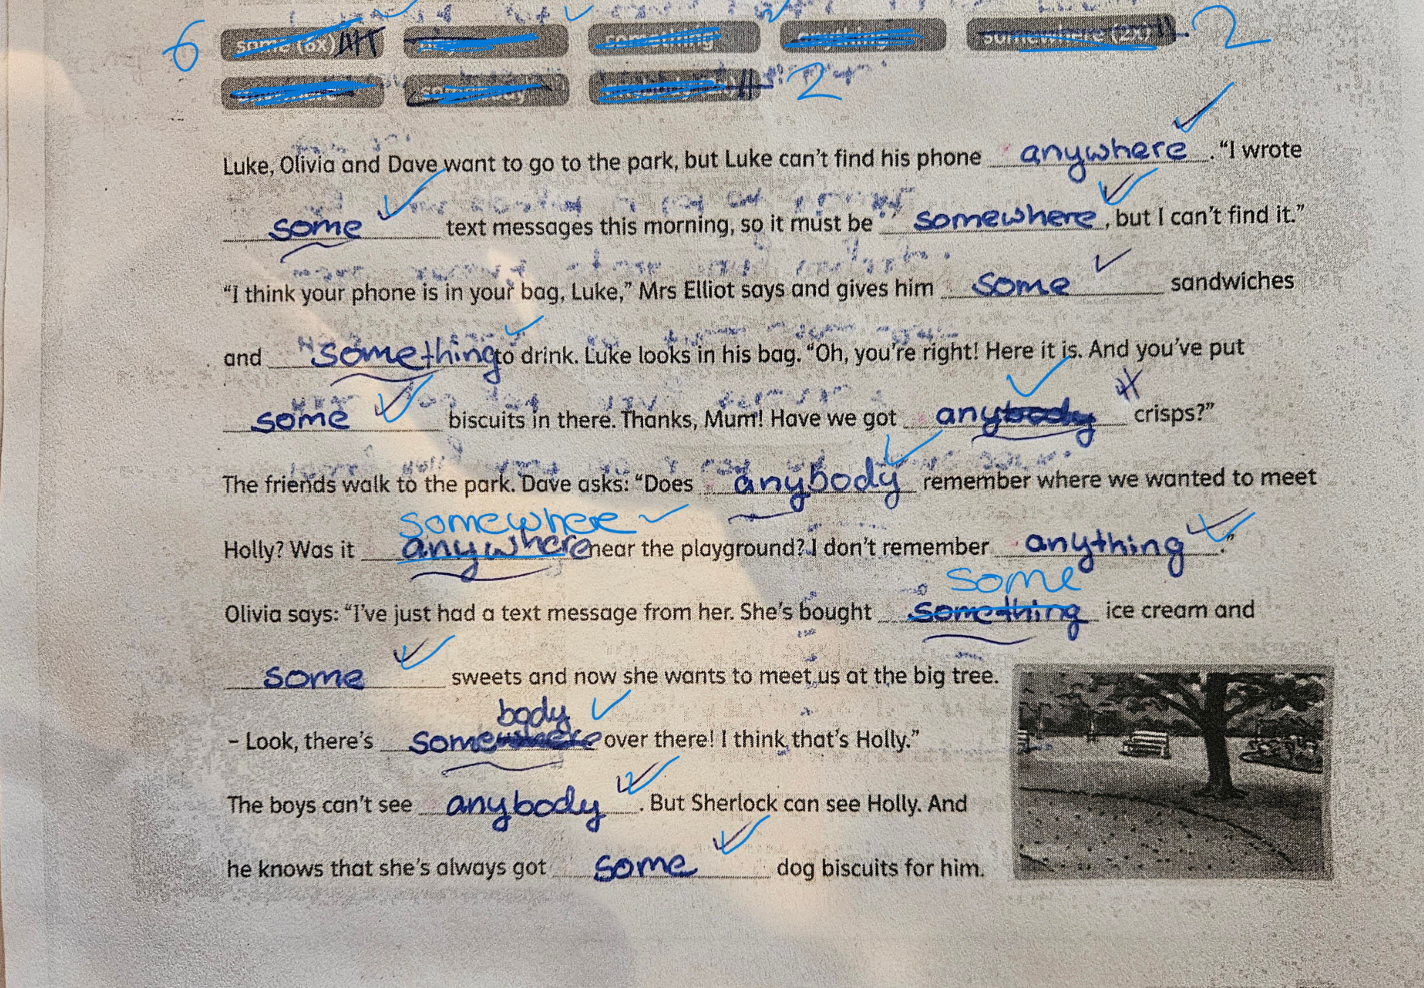 6 some (6x) something anything somewhere (2x) 2
somebody 2
Luke, Olivia and Dave want to go to the park, but Luke can't find his phone anywhere. "I wrote
some text messages this morning, so it must be somewhere, but I can't find it."
"I think your phone is in your bag, Luke," Mrs Elliot says and gives him some sandwiches
and something to drink. Luke looks in his bag. "Oh, you're right! Here it is. And you've put
some biscuits in there. Thanks, Mum! Have we got anybody crisps?"
The friends walk to the park. Dave asks: "Does anybody remember where we wanted to meet
somewhere
Holly? Was it anywhere near the playground? I don't remember anything."
some
Olivia says: "I've just had a text message from her. She's bought something ice cream and
some sweets and now she wants to meet us at the big tree.
body
– Look, there's somewhere over there! I think that's Holly."
The boys can't see anybody. But Sherlock can see Holly. And
he knows that she's always got some dog biscuits for him.